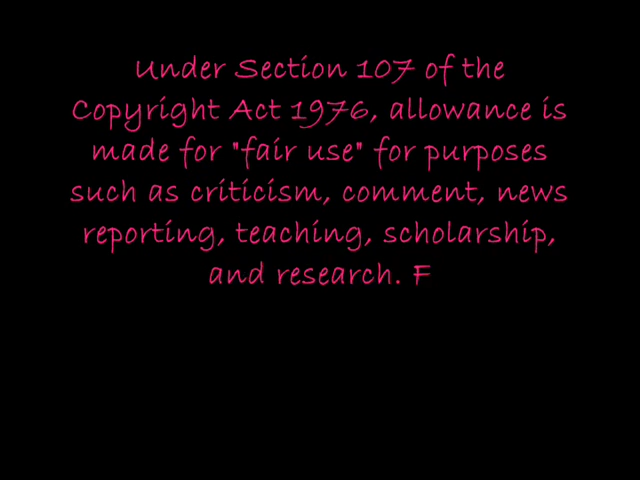 Under Section 107 of the
Copyright Act 1976, allowance is
made for "fair use" for purposes
such as criticism, comment, news
reporting, teaching, scholarship,
and research. F